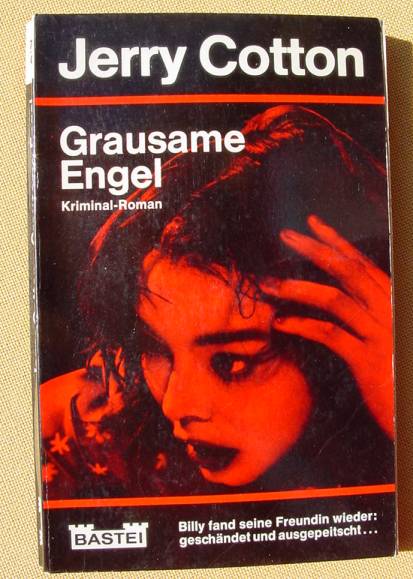 Jerry Cotton
Grausame
Engel
Kriminal-Roman
BASTEI
Billy fand seine Freundin wieder:
geschändet und ausgepeitscht...